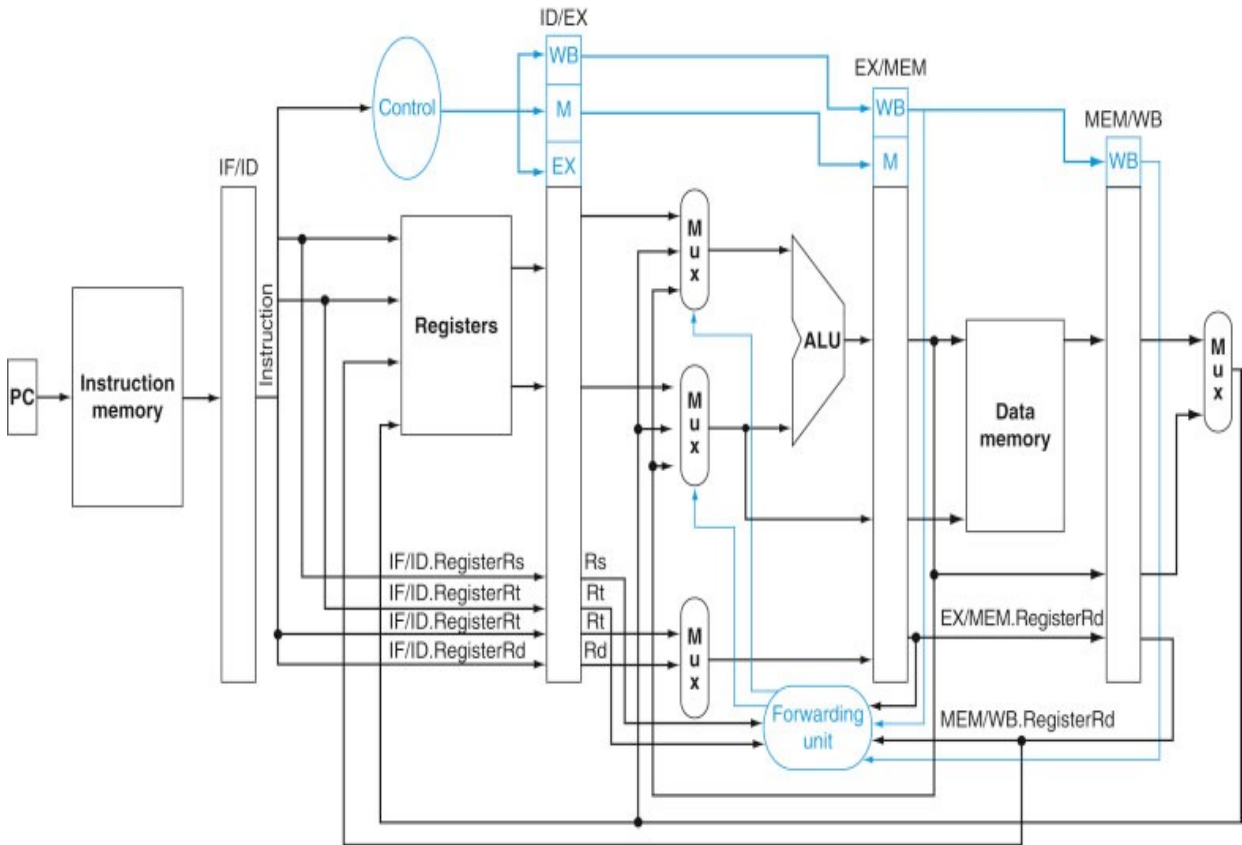 ID/EX
WB
EX/MEM
Control
M
WB
MEM/WB
IF/ID
EX
M
WB
M
u
x
Instruction
Registers
ALU
M
u
x
PC
Instruction
memory
M
u
x
Data
memory
IF/ID.RegisterRs
Rs
IF/ID.RegisterRt
Rt
IF/ID.RegisterRt
Rt
IF/ID.RegisterRd
Rd
M
u
x
EX/MEM.RegisterRd
Forwarding
unit
MEM/WB.RegisterRd